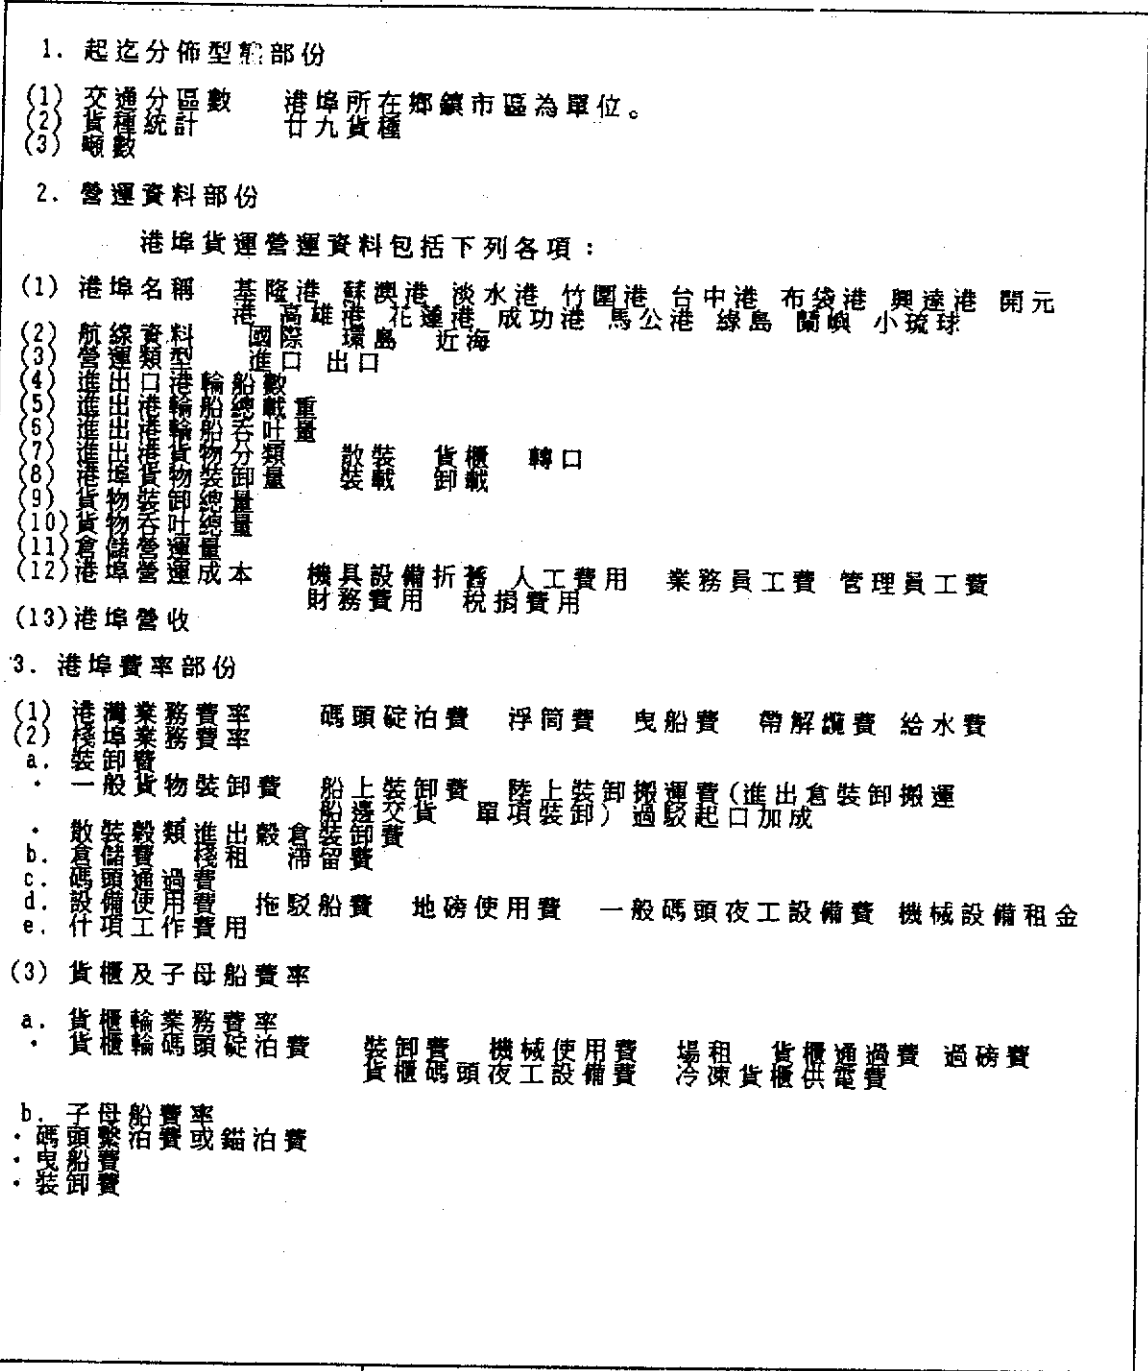 1. 起迄分佈型態部份
(1) 交通分區數 港埠所在鄉鎮市區為單位。
(2) 貨種統計 廿九貨種
(3) 噸數
2. 營運資料部份
港埠貨運營運資料包括下列各項：
(1) 港埠名稱 基隆港 蘇澳港 淡水港 竹圍港 台中港 布袋港 興達港 開元
港 高雄港 花蓮港 成功港 馬公港 綠島 蘭嶼 小琉球
(2) 航線資料 國際 環島 近海
(3) 營運類型 進口 出口
(4) 進出口港輪船數
(5) 進出港輪船總載重
(6) 進出港輪船吞吐量
(7) 進出港貨物分類 散裝 貨櫃 轉口
(8) 港埠貨物裝卸量 裝載 卸載
(9) 貨物裝卸總量
(10)貨物吞吐總量
(11)倉儲營運量
(12)港埠營運成本 機具設備折舊 人工費用 業務員工費 管理員工費
財務費用 稅捐費用
(13)港埠營收
3. 港埠費率部份
(1) 港灣業務費率 碼頭碇泊費 浮筒費 曳船費 帶解纜費 給水費
(2) 棧埠業務費率
a. 裝卸費
· 一般貨物裝卸費 船上裝卸費 陸上裝卸搬運費(進出倉裝卸搬運
船邊交貨 單項裝卸) 過駁起口加成
· 散裝穀類進出穀倉裝卸費
b. 倉儲費 棧租 滯留費
c. 碼頭通過費
d. 設備使用費 拖駁船費 地磅使用費 一般碼頭夜工設備費 機械設備租金
e. 什項工作費用
(3) 貨櫃及子母船費率
a. 貨櫃輪業務費率
· 貨櫃輪碼頭碇泊費 裝卸費 機械使用費 場租 貨櫃通過費 過磅費
貨櫃碼頭夜工設備費 冷凍貨櫃供電費
b. 子母船費率
· 碼頭繫泊費或錨泊費
· 曳船費
· 裝卸費